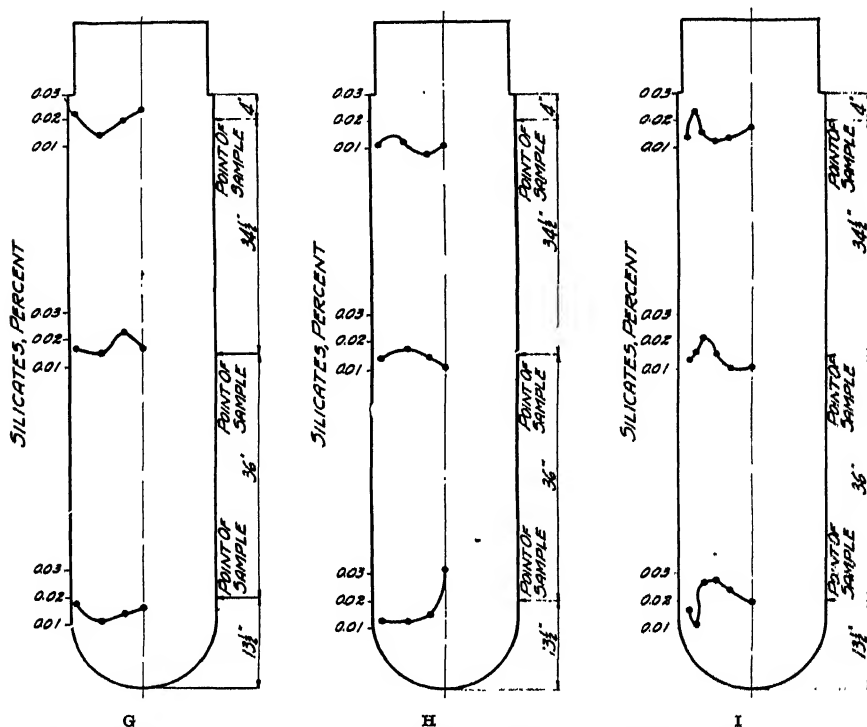 SILICATES, PERCENT
0.03
0.02
0.01
0.03
0.02
0.01
0.03
0.02
0.01
4"
POINT OF
SAMPLE
34½"
POINT OF
SAMPLE
36"
POINT OF
SAMPLE
13½"
G
SILICATES, PERCENT
0.03
0.02
0.01
0.03
0.02
0.01
0.03
0.02
0.01
4"
POINT OF
SAMPLE
34½"
POINT OF
SAMPLE
36"
POINT OF
SAMPLE
13½"
H
SILICATES, PERCENT
0.03
0.02
0.01
0.03
0.02
0.01
0.03
0.02
0.01
4"
POINT OF
SAMPLE
34½"
POINT OF
SAMPLE
36"
POINT OF
SAMPLE
13½"
I